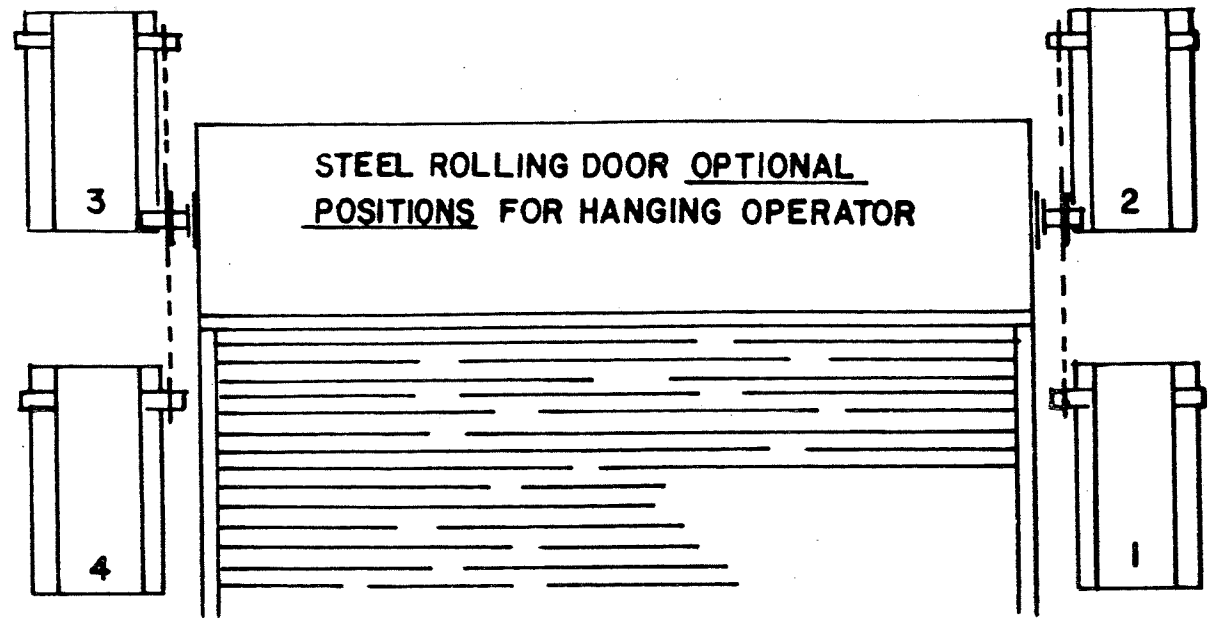 STEEL ROLLING DOOR OPTIONAL
POSITIONS FOR HANGING OPERATOR
3
2
4
1